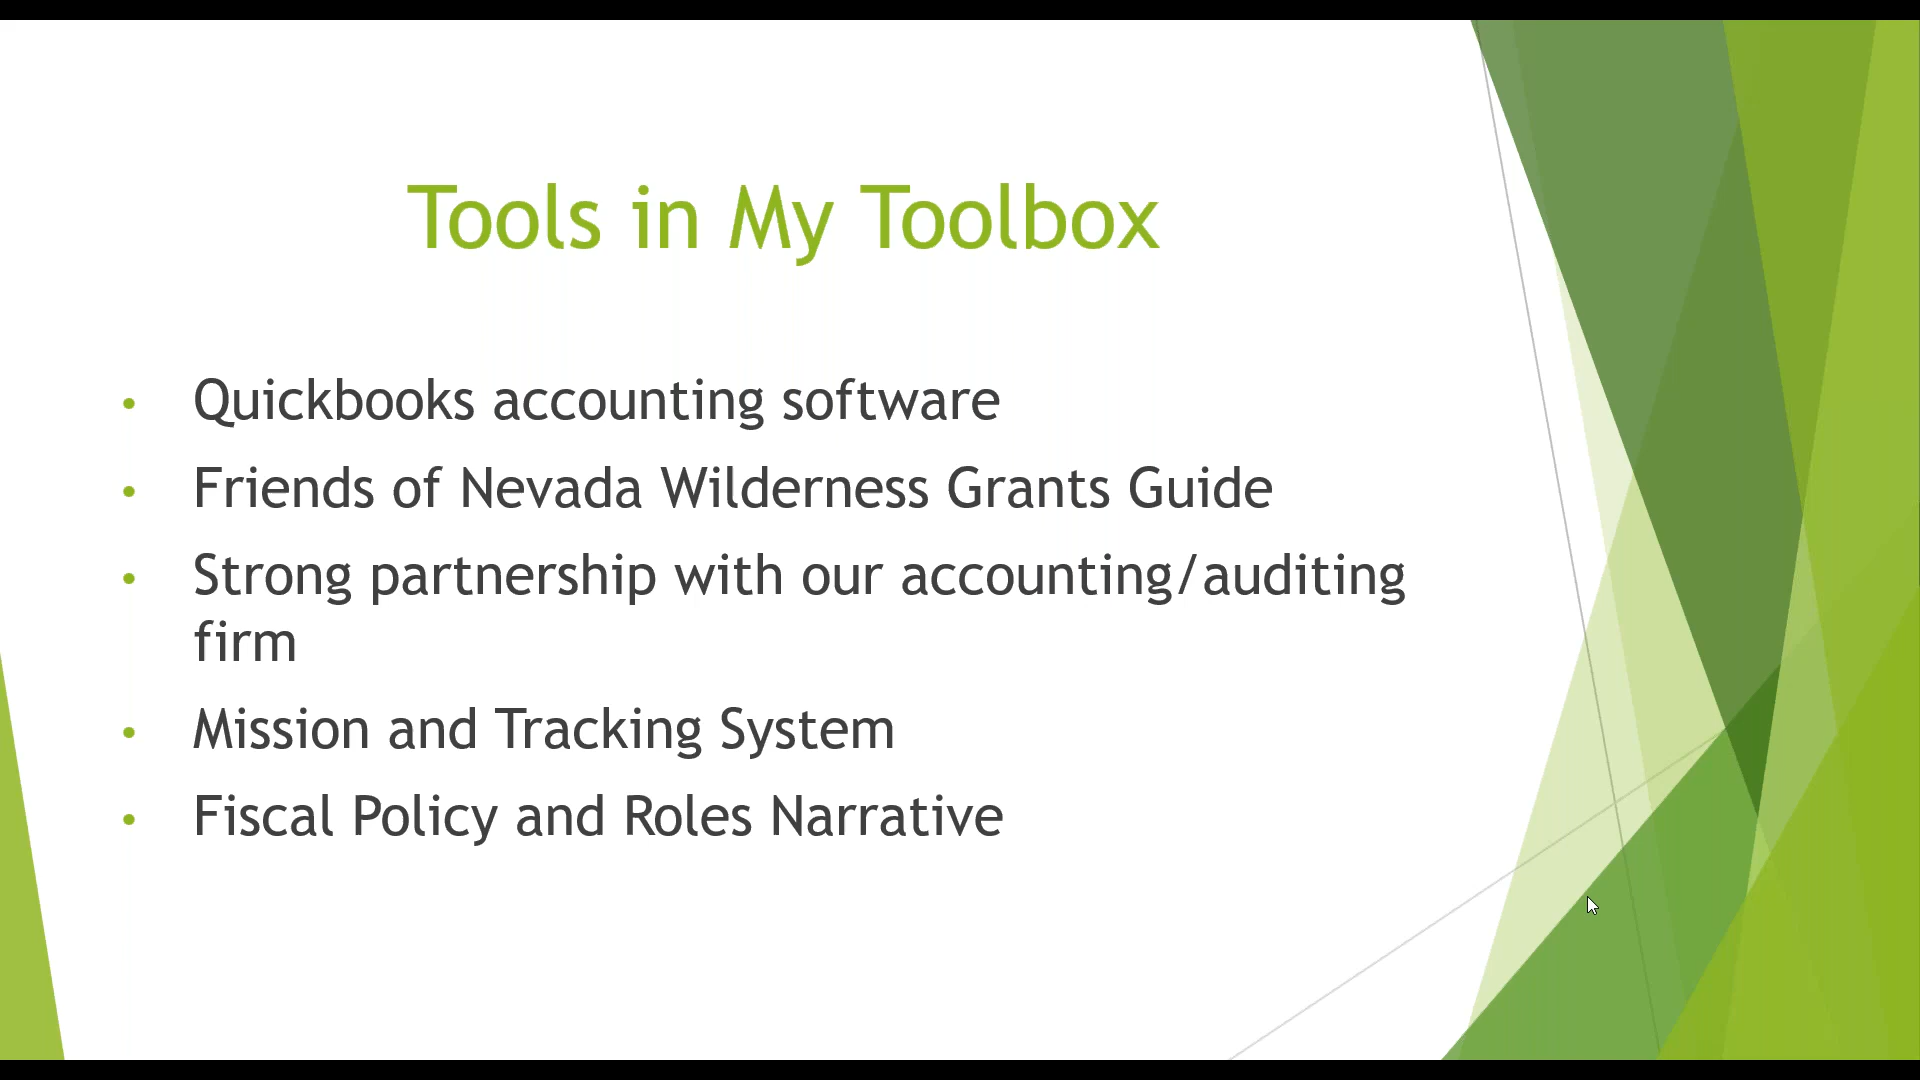 Tools in My Toolbox
• Quickbooks accounting software
• Friends of Nevada Wilderness Grants Guide
• Strong partnership with our accounting/auditing
firm
• Mission and Tracking System
• Fiscal Policy and Roles Narrative